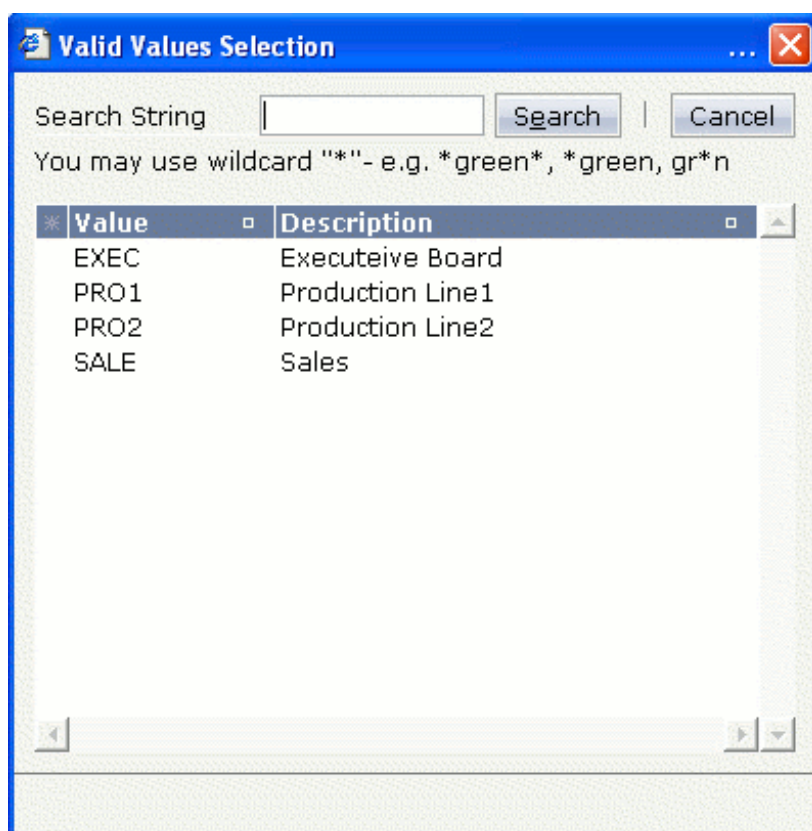 Valid Values Selection ...
Search String Search | Cancel
You may use wildcard "*"- e.g. *green*, *green, gr*n
Value Description
EXEC Executeive Board
PRO1 Production Line1
PRO2 Production Line2
SALE Sales